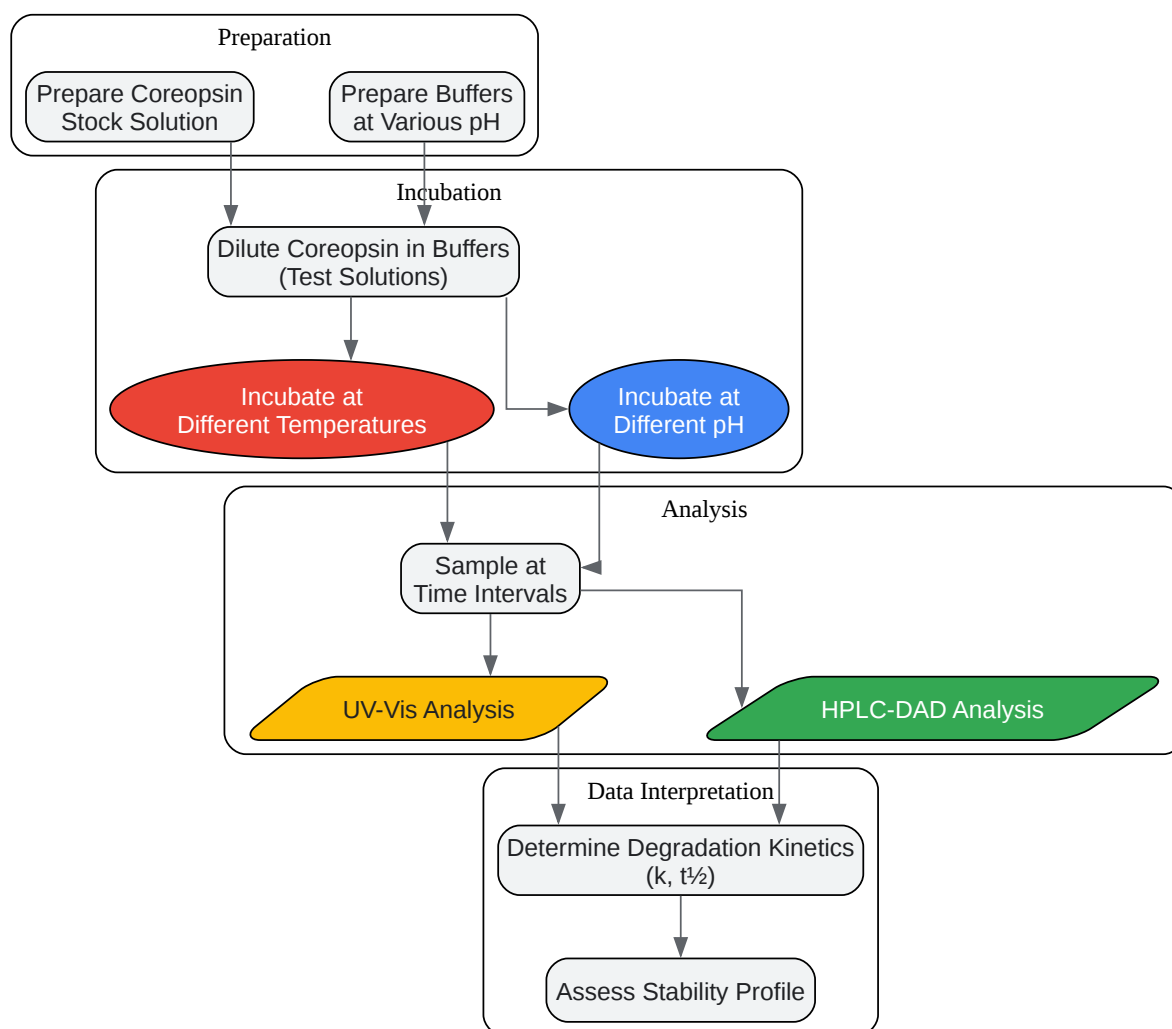 Preparation
Prepare Coreopsin
Stock Solution
Prepare Buffers
at Various pH
Incubation
Dilute Coreopsin in Buffers
(Test Solutions)
Incubate at
Different Temperatures
Incubate at
Different pH
Analysis
Sample at
Time Intervals
UV-Vis Analysis
HPLC-DAD Analysis
Data Interpretation
Determine Degradation Kinetics
(k, t½)
Assess Stability Profile